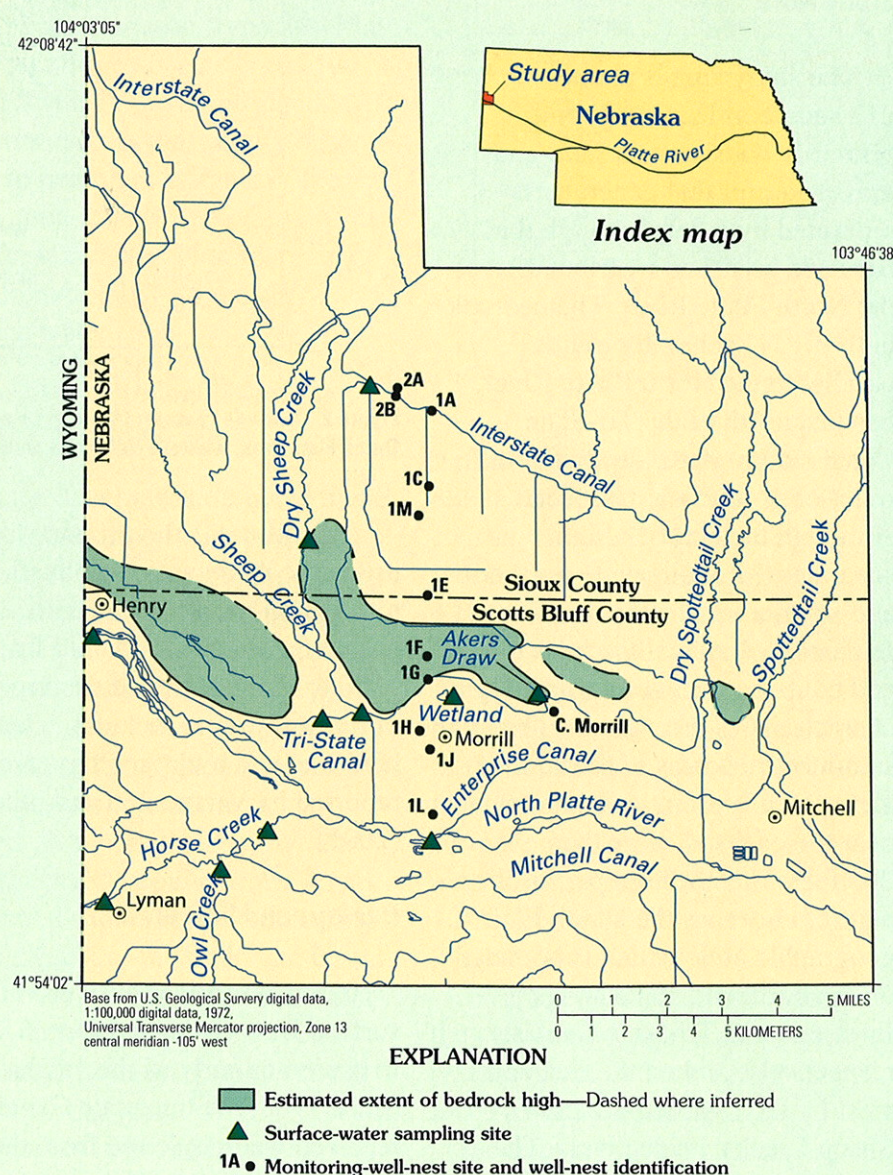 104°03'05"
42°08'42"
Interstate Canal
Study area
Nebraska
Platte River
Index map
103°46'38
WYOMING
NEBRASKA
Dry Sheep Creek
2A
2B
1A
Interstate Canal
1C
1M
Sheep Creek
Dry Spottedtail Creek
Spottedtail Creek
1E
Sioux County
Scotts Bluff County
Henry
1F
Akers
Draw
1G
Wetland
C. Morrill
Tri-State
Canal
1H
Morrill
1J
Enterprise Canal
1L
North Platte River
Mitchell
Horse Creek
Mitchell Canal
Lyman
Owl Creek
41°54'02"
Base from U.S. Geological Survery digital data,
1:100,000 digital data, 1972,
Universal Transverse Mercator projection, Zone 13
central meridian -105' west
0 1 2 3 4 5 MILES
0 1 2 3 4 5 KILOMETERS
EXPLANATION
Estimated extent of bedrock high—Dashed where inferred
Surface-water sampling site
1A Monitoring-well-nest site and well-nest identification